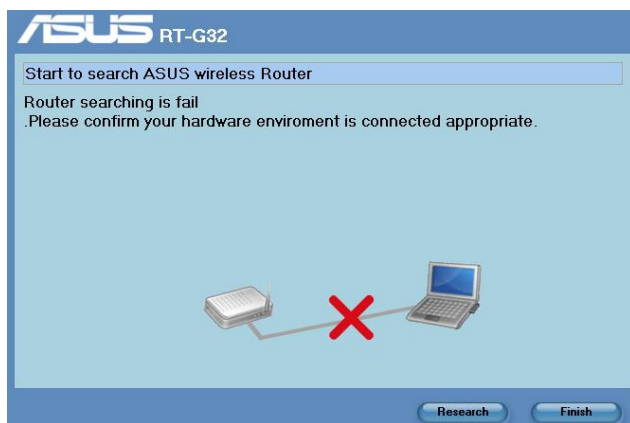 ASUS RT-G32
Start to search ASUS wireless Router
Router searching is fail
.Please confirm your hardware enviroment is connected appropriate.
Research Finish